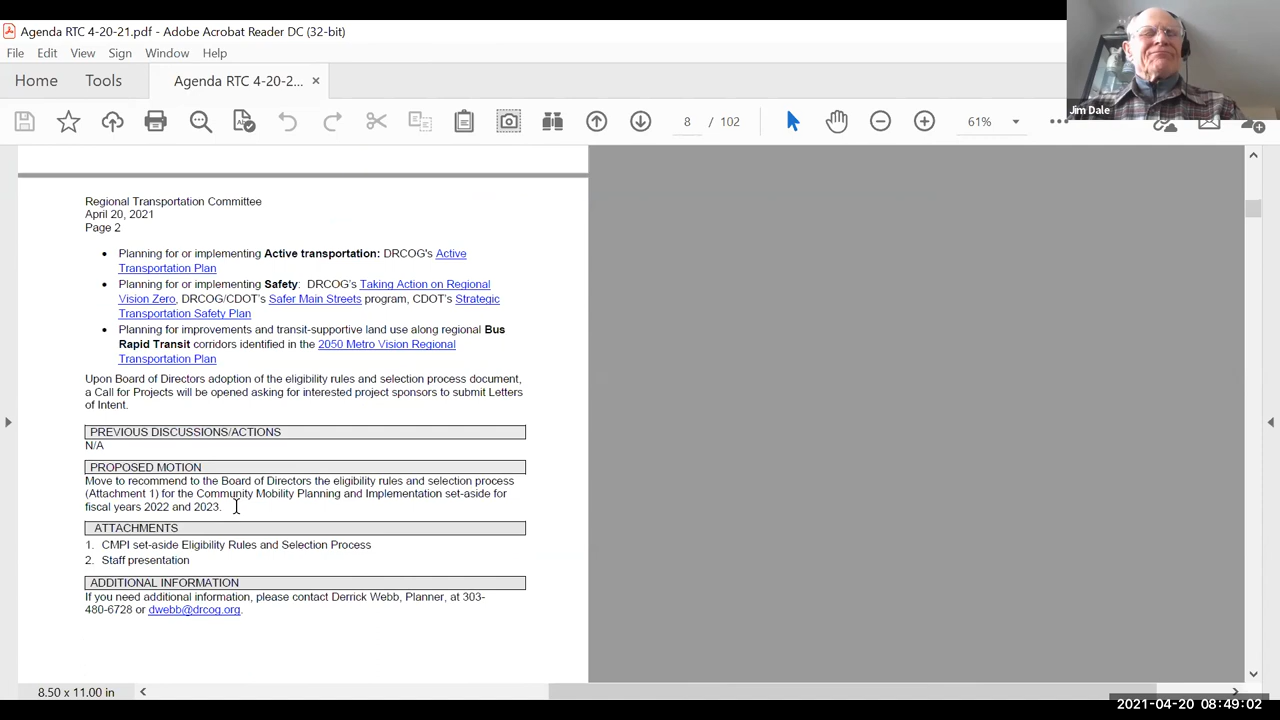 Agenda RTC 4-20-21.pdf - Adobe Acrobat Reader DC (32-bit)
File Edit View Sign Window Help
Home Tools Agenda RTC 4-20-2... ×
8 / 102 61%
Jim Dale
Regional Transportation Committee
April 20, 2021
Page 2
• Planning for or implementing Active transportation: DRCOG's Active
Transportation Plan
• Planning for or implementing Safety: DRCOG's Taking Action on Regional
Vision Zero, DRCOG/CDOT's Safer Main Streets program, CDOT's Strategic
Transportation Safety Plan
• Planning for improvements and transit-supportive land use along regional Bus
Rapid Transit corridors identified in the 2050 Metro Vision Regional
Transportation Plan
Upon Board of Directors adoption of the eligibility rules and selection process document,
a Call for Projects will be opened asking for interested project sponsors to submit Letters
of Intent.
PREVIOUS DISCUSSIONS/ACTIONS
N/A
PROPOSED MOTION
Move to recommend to the Board of Directors the eligibility rules and selection process
(Attachment 1) for the Community Mobility Planning and Implementation set-aside for
fiscal years 2022 and 2023.
ATTACHMENTS
1. CMPI set-aside Eligibility Rules and Selection Process
2. Staff presentation
ADDITIONAL INFORMATION
If you need additional information, please contact Derrick Webb, Planner, at 303-
480-6728 or dwebb@drcog.org.
8.50 x 11.00 in
2021-04-20 08:49:02